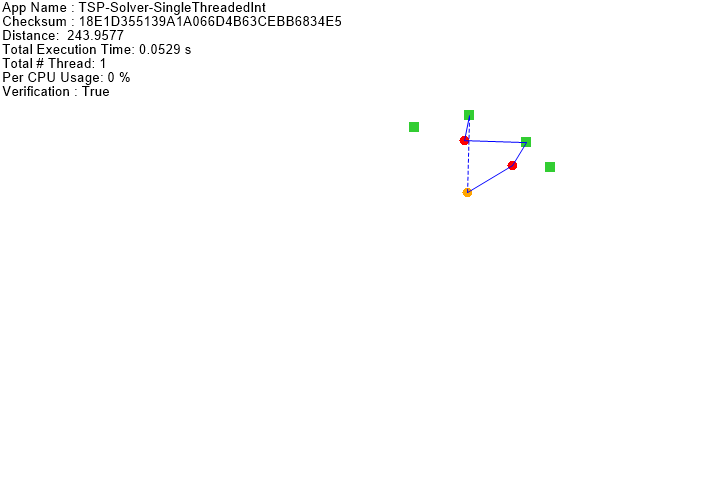 App Name : TSP-Solver-SingleThreadedInt
Checksum : 18E1D355139A1A066D4B63CEBB6834E5
Distance:  243.9577
Total Execution Time: 0.0529 s
Total # Thread: 1
Per CPU Usage: 0 %
Verification : True